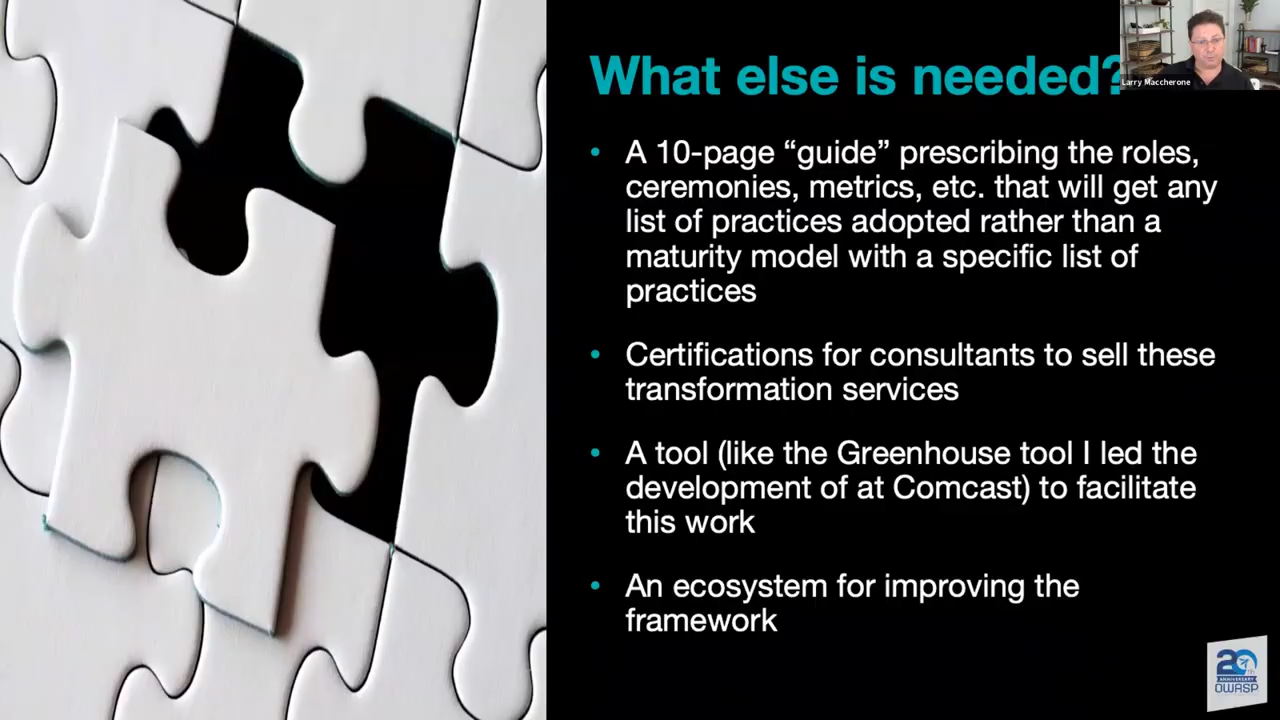 What else is needed?
Larry Maccherone
• A 10-page “guide” prescribing the roles,
ceremonies, metrics, etc. that will get any
list of practices adopted rather than a
maturity model with a specific list of
practices
• Certifications for consultants to sell these
transformation services
• A tool (like the Greenhouse tool I led the
development of at Comcast) to facilitate
this work
• An ecosystem for improving the
framework
20th
ANNIVERSARY
OWASP